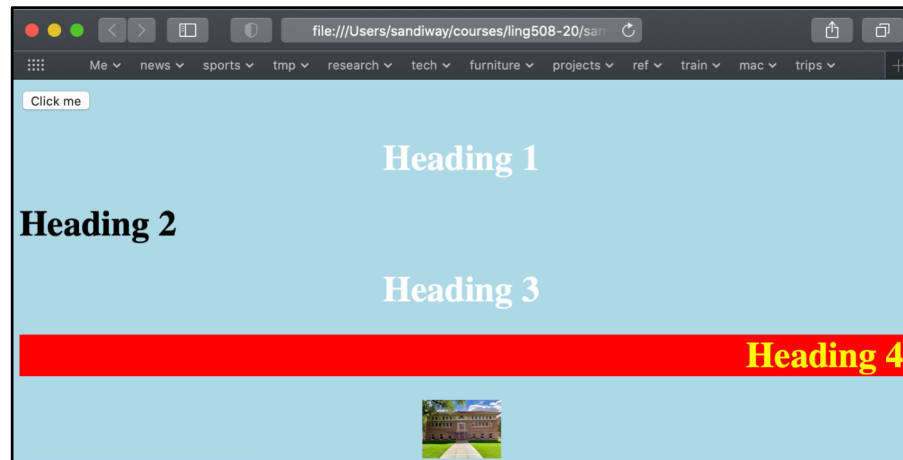 file:///Users/sandiway/courses/ling508-20/sam
Me news sports tmp research tech furniture projects ref train mac trips
Click me
Heading 1
Heading 2
Heading 3
Heading 4